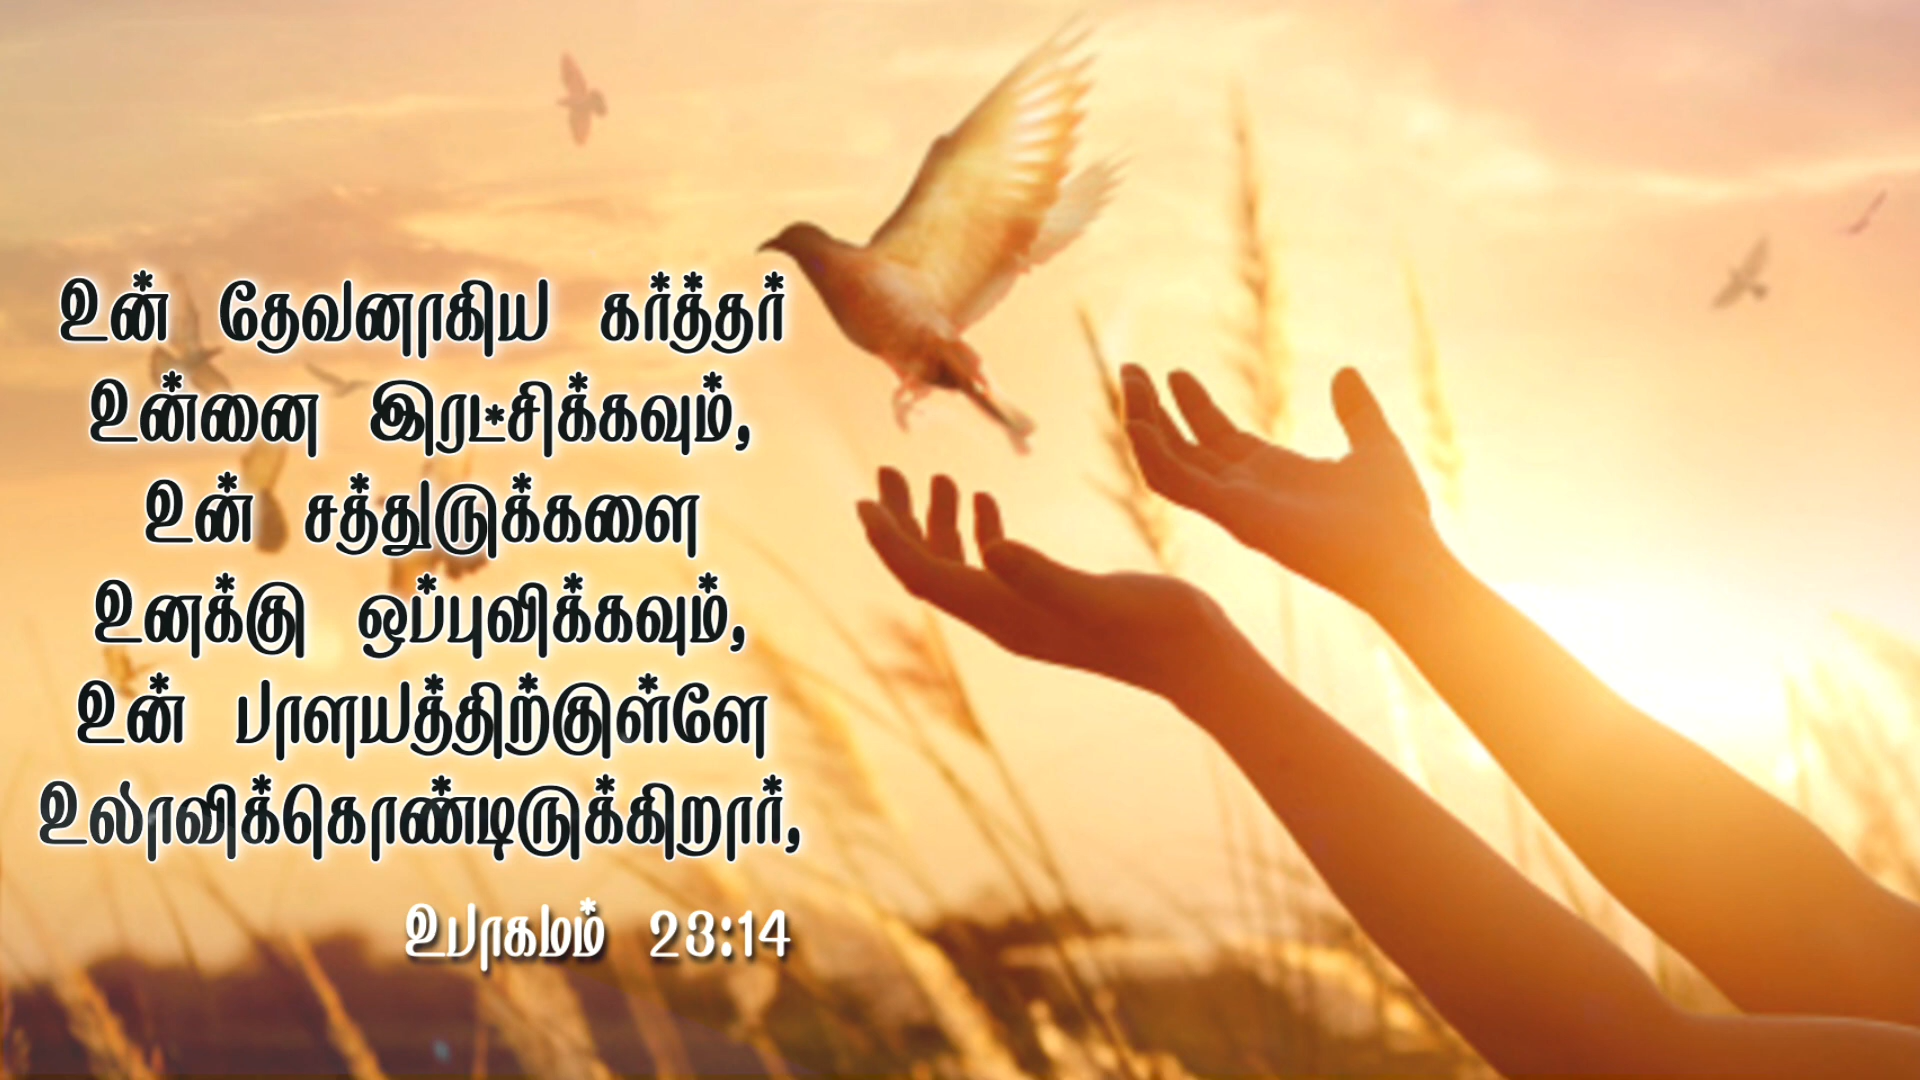 உன் தேவனாகிய கர்த்தர்
உன்னை இரட்சிக்கவும்,
உன் சத்துருக்களை
உனக்கு ஒப்புவிக்கவும்,
உன் பாளயத்திற்குள்ளே
உலாவிக்கொண்டிருக்கிறார்,
உபாகமம் 23:14